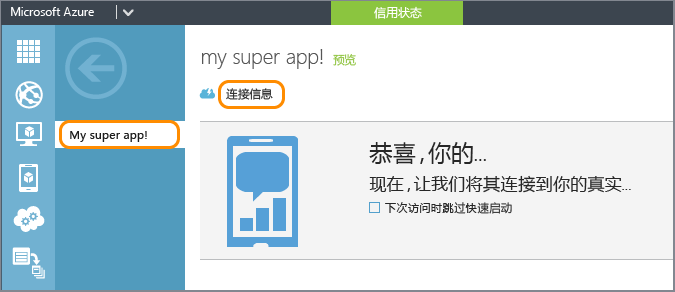 Microsoft Azure
信用状态
my super app! 预览
连接信息
My super app!
恭喜,你的...
现在,让我们将其连接到你的真实...
下次访问时跳过快速启动